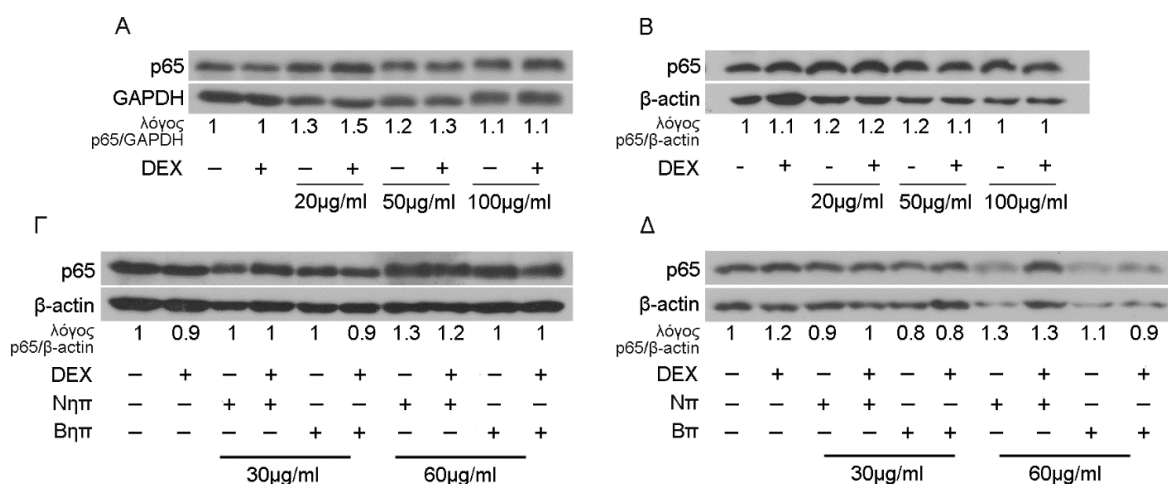 Α
p65
GAPDH
λόγος
p65/GAPDH
1 1 1.3 1.5 1.2 1.3 1.1 1.1
DEX – + – + – + – +
20μg/ml 50μg/ml 100μg/ml
Β
p65
β-actin
λόγος
p65/β-actin
1 1.1 1.2 1.2 1.2 1.1 1 1
DEX - + - + - + - +
20μg/ml 50μg/ml 100μg/ml
Γ
p65
β-actin
λόγος
p65/β-actin
1 0.9 1 1 1 0.9 1.3 1.2 1 1
DEX – + – + – + – + – +
Νηπ – – + + – – + + – –
Βηπ – – – – + + – – + +
30μg/ml 60μg/ml
Δ
p65
β-actin
λόγος
p65/β-actin
1 1.2 0.9 1 0.8 0.8 1.3 1.3 1.1 0.9
DEX – + – + – + – + – +
Νπ – – + + – – + + – –
Βπ – – – – + + – – + +
30μg/ml 60μg/ml